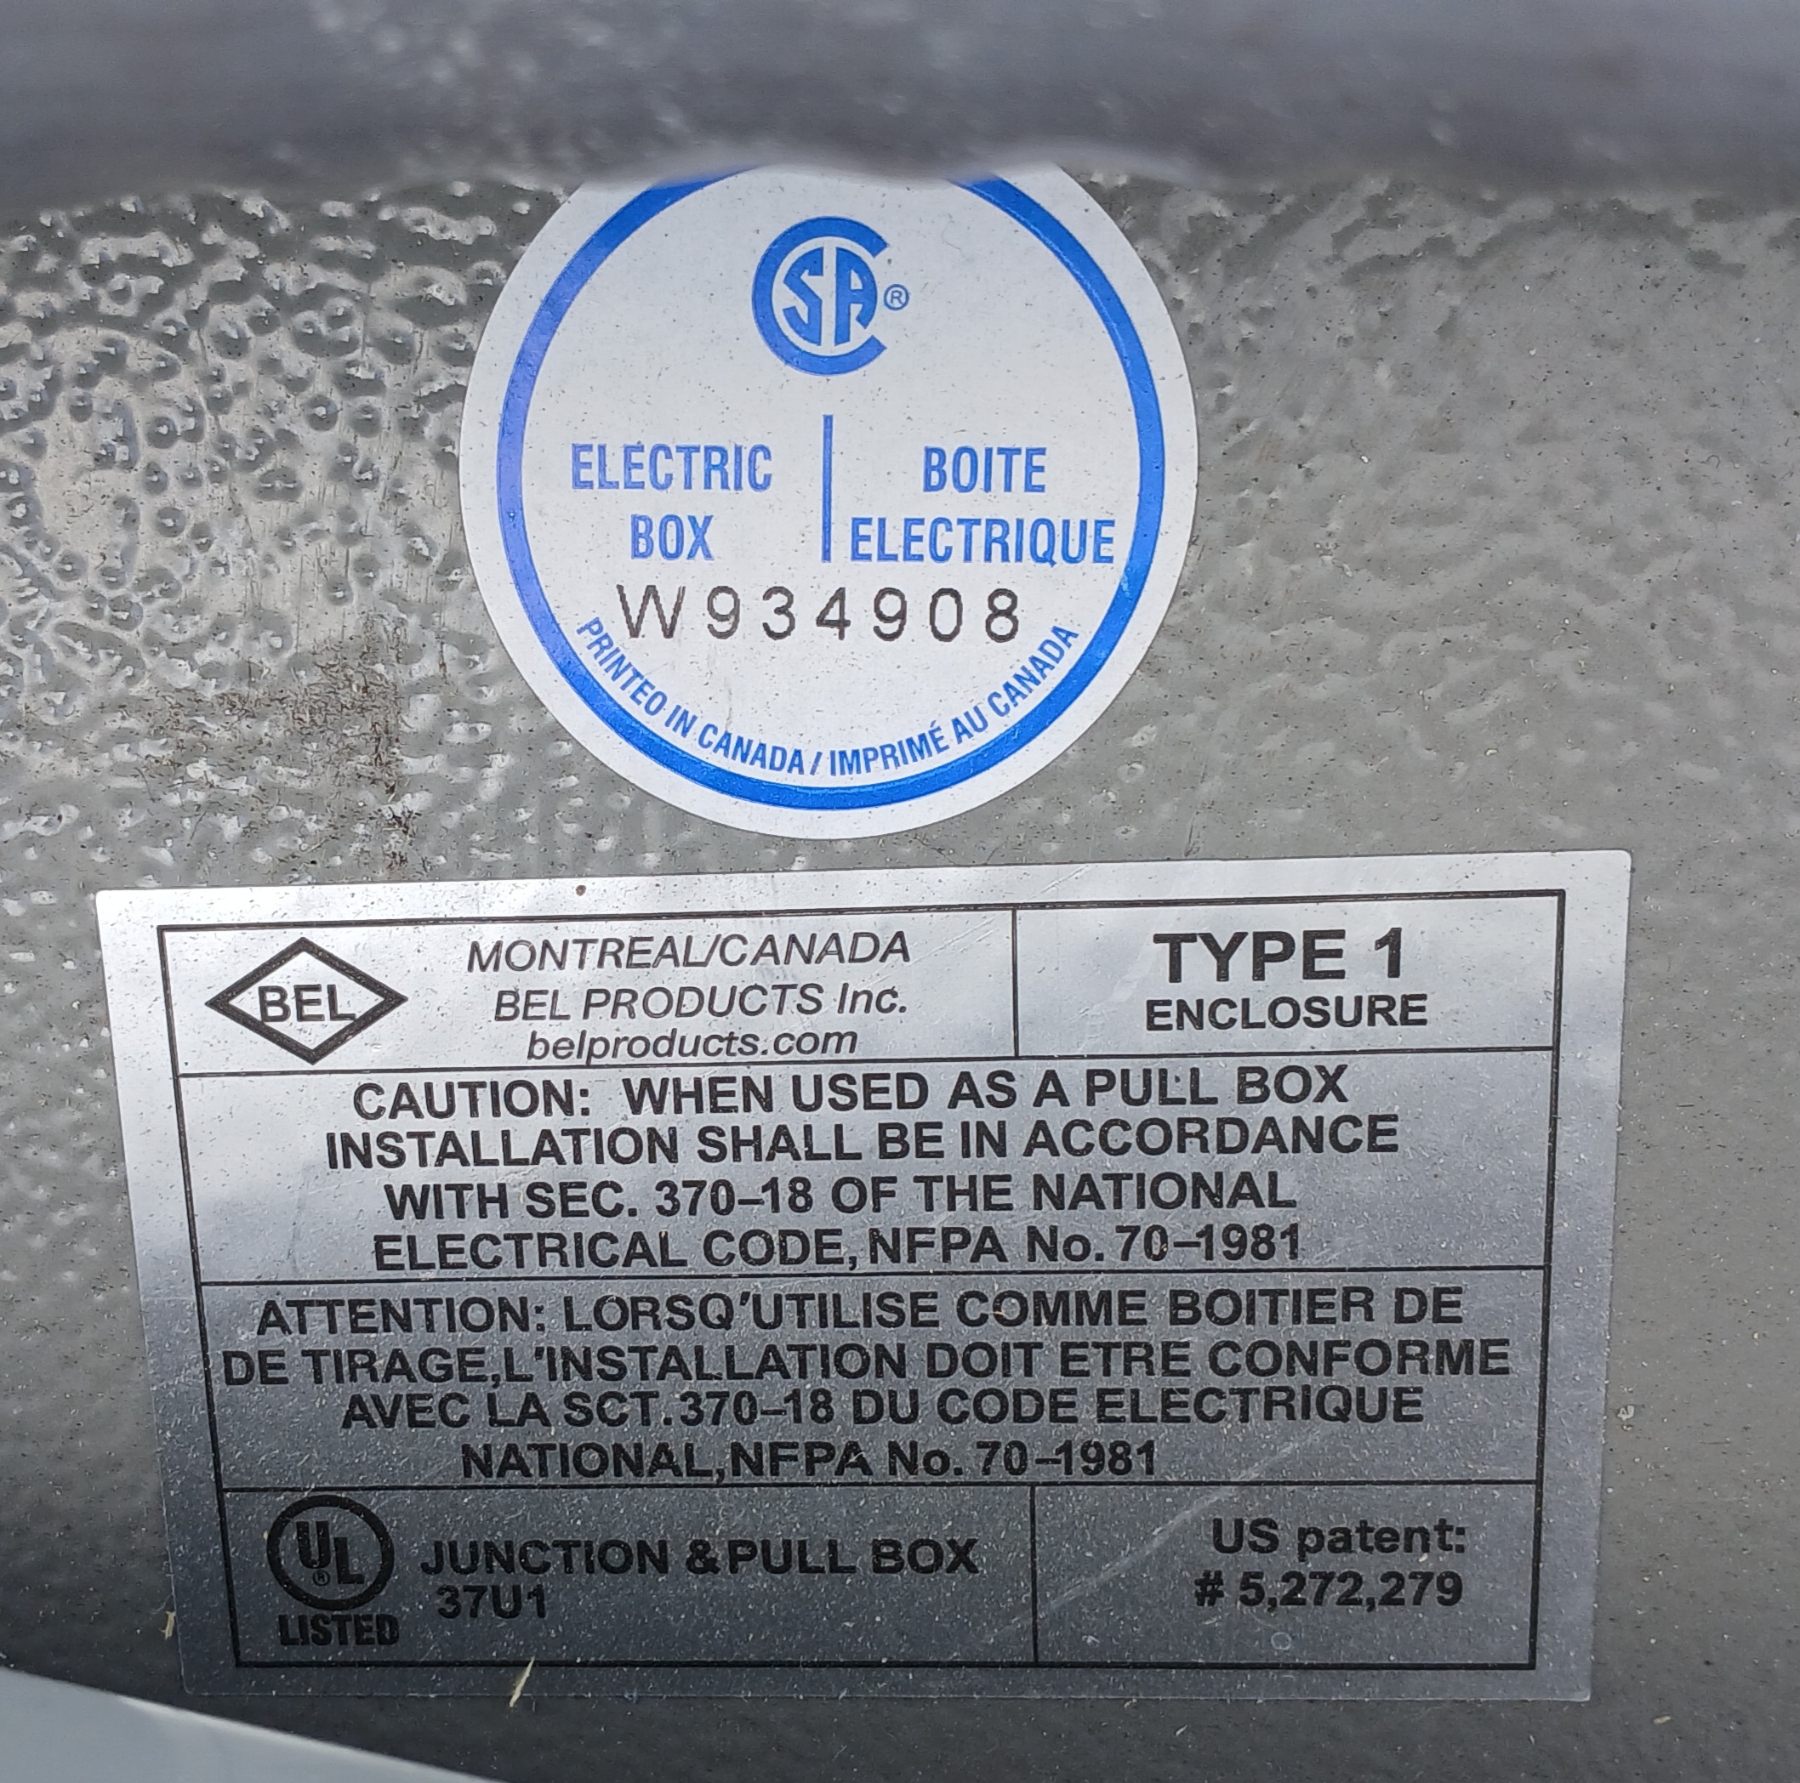 CSA®
ELECTRIC BOX | BOITE ELECTRIQUE
W934908
PRINTEO IN CANADA / IMPRIMÉ AU CANADA
BEL
MONTREAL/CANADA
BEL PRODUCTS Inc.
belproducts.com
TYPE 1
ENCLOSURE
CAUTION: WHEN USED AS A PULL BOX
INSTALLATION SHALL BE IN ACCORDANCE
WITH SEC. 370-18 OF THE NATIONAL
ELECTRICAL CODE, NFPA No. 70-1981
ATTENTION: LORSQ'UTILISE COMME BOITIER DE
DE TIRAGE, L'INSTALLATION DOIT ETRE CONFORME
AVEC LA SCT. 370-18 DU CODE ELECTRIQUE
NATIONAL, NFPA No. 70-1981
UL®
LISTED
JUNCTION & PULL BOX
37U1
US patent:
# 5,272,279